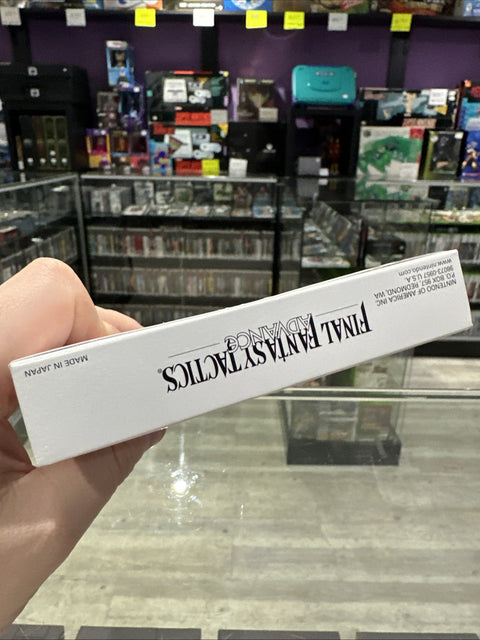 FINAL FANTASY TACTICS®
ADVANCE
NINTENDO OF AMERICA INC.
P.O. BOX 957, REDMOND, WA
98073-0957 U.S.A.
www.nintendo.com
MADE IN JAPAN